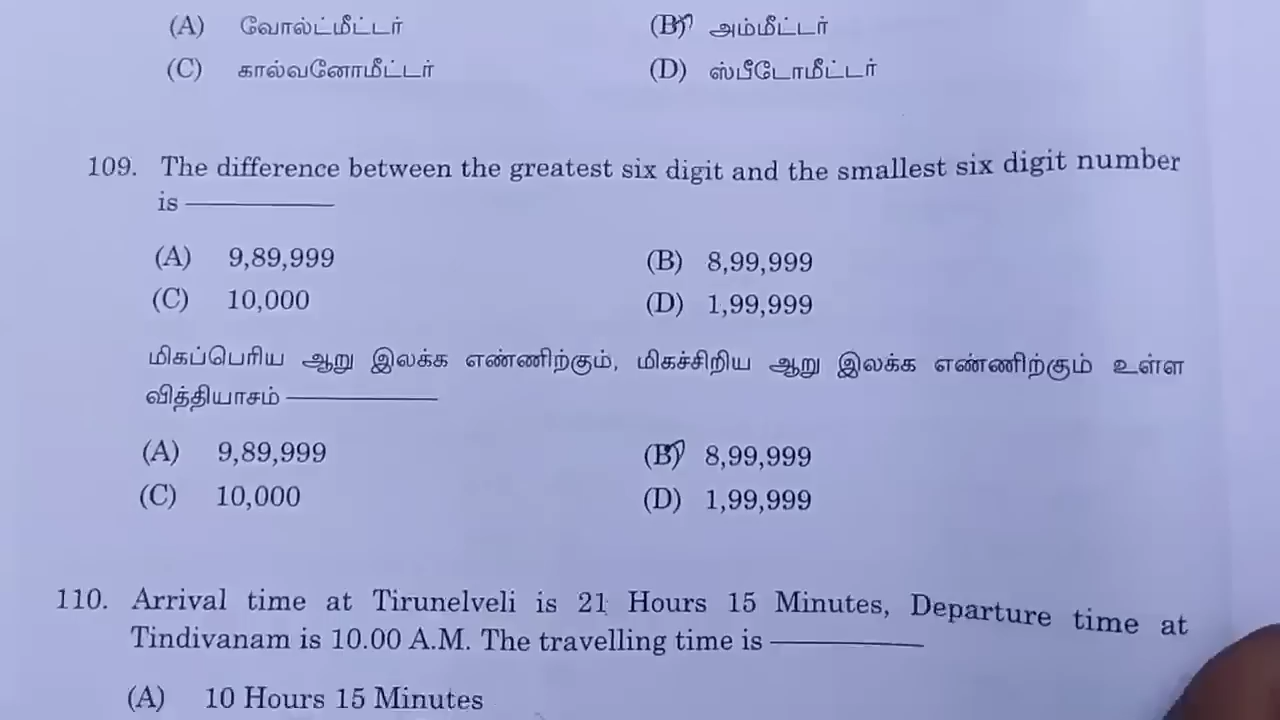 (A) வோல்ட்மீட்டர் (B) அம்மீட்டர்
(C) கால்வனோமீட்டர் (D) ஸ்பீடோமீட்டர்
109. The difference between the greatest six digit and the smallest six digit number
is
(A) 9,89,999 (B) 8,99,999
(C) 10,000 (D) 1,99,999
மிகப்பெரிய ஆறு இலக்க எண்ணிற்கும், மிகச்சிறிய ஆறு இலக்க எண்ணிற்கும் உள்ள
வித்தியாசம்
(A) 9,89,999 (B) 8,99,999
(C) 10,000 (D) 1,99,999
110. Arrival time at Tirunelveli is 21 Hours 15 Minutes, Departure time at
Tindivanam is 10.00 A.M. The travelling time is
(A) 10 Hours 15 Minutes